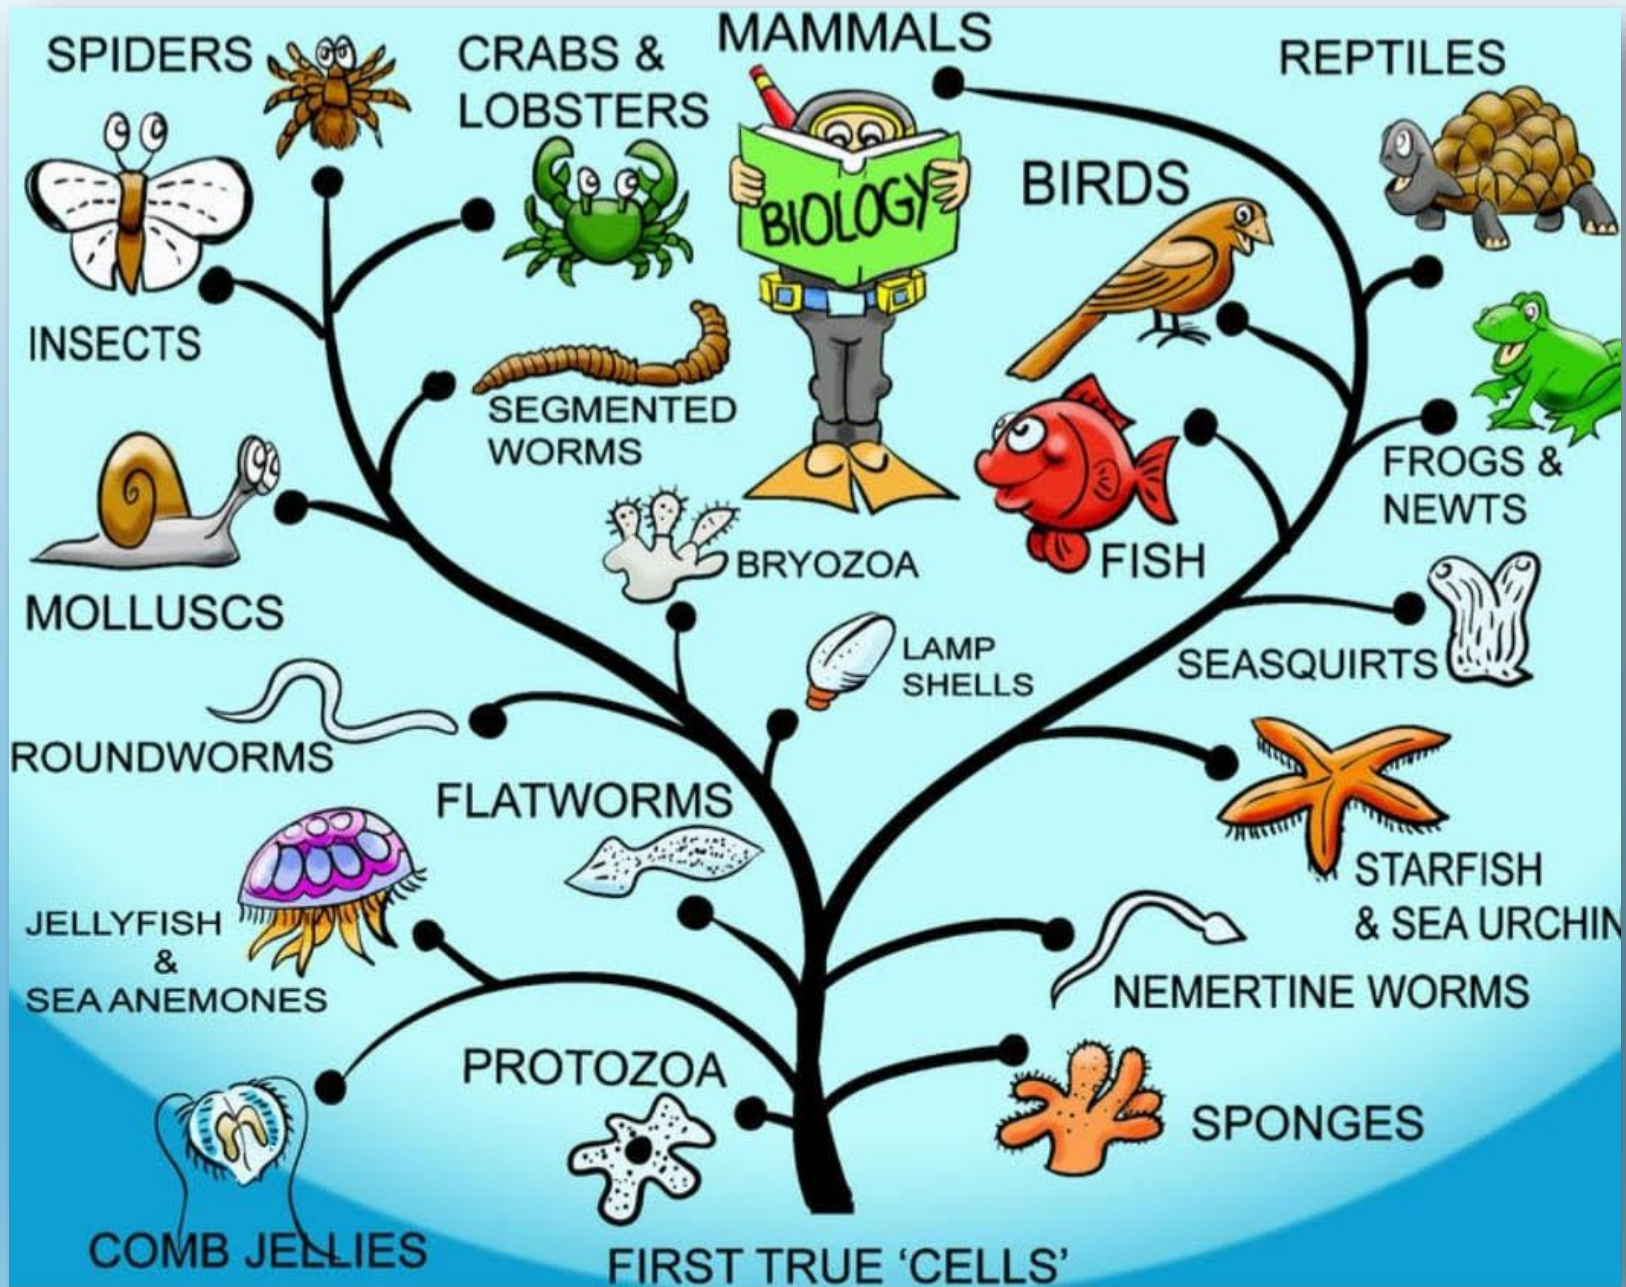 MAMMALS
SPIDERS
CRABS &
LOBSTERS
REPTILES
BIRDS
BIOLOGY
INSECTS
SEGMENTED
WORMS
FROGS &
NEWTS
FISH
BRYOZOA
MOLLUSCS
LAMP
SHELLS
SEASQUIRTS
ROUNDWORMS
FLATWORMS
STARFISH
& SEA URCHIN
JELLYFISH
&
SEA ANEMONES
NEMERTINE WORMS
PROTOZOA
SPONGES
COMB JELLIES
FIRST TRUE ‘CELLS’